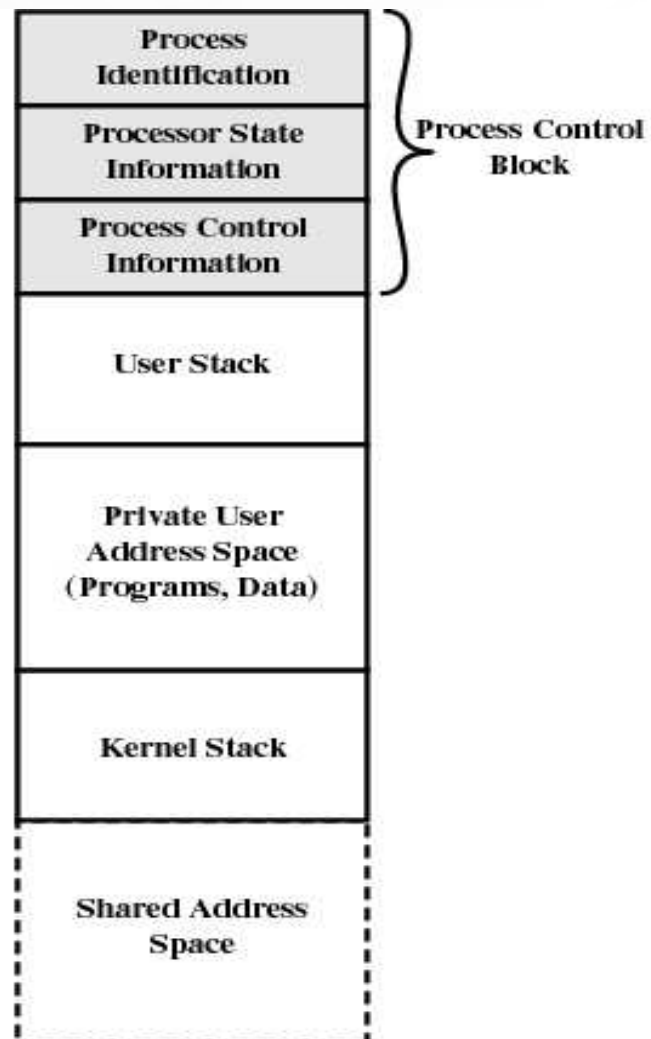 Process
Identification
Processor State
Information
Process Control
Information
Process Control
Block
User Stack
Private User
Address Space
(Programs, Data)
Kernel Stack
Shared Address
Space